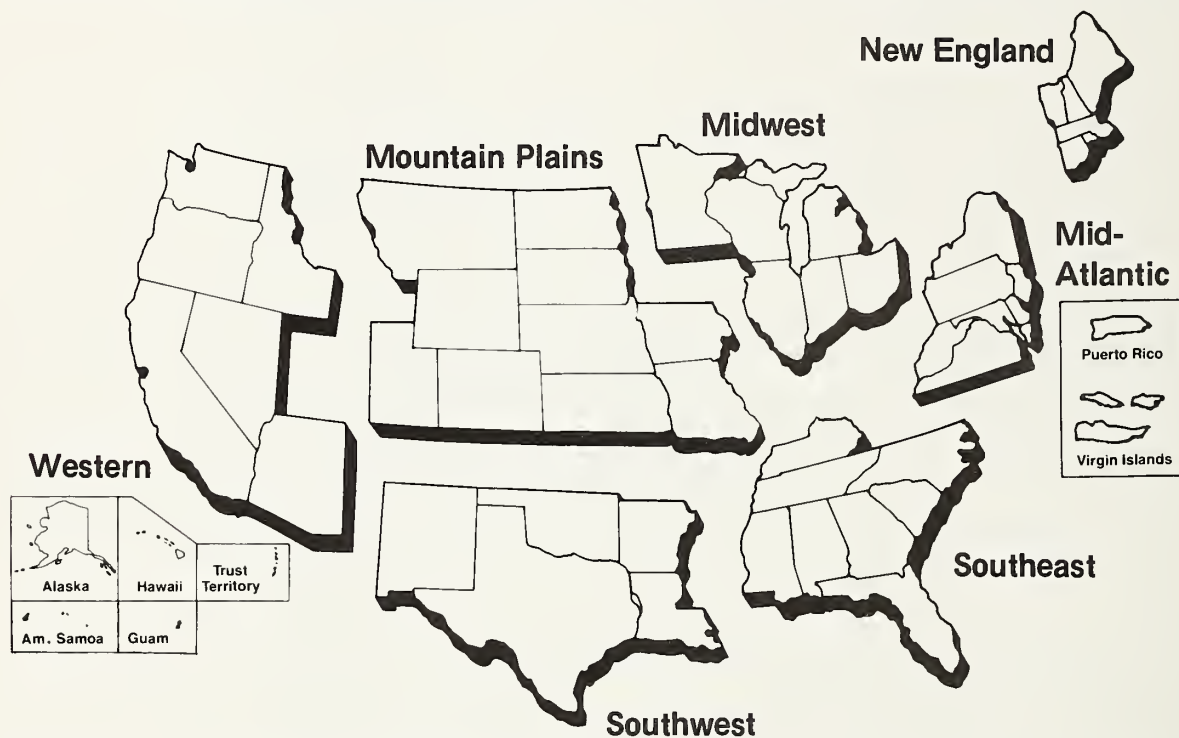 New England
Midwest
Mountain Plains
Mid-
Atlantic
Puerto Rico
Virgin Islands
Western
Alaska
Hawaii
Trust
Territory
Am. Samoa
Guam
Southeast
Southwest